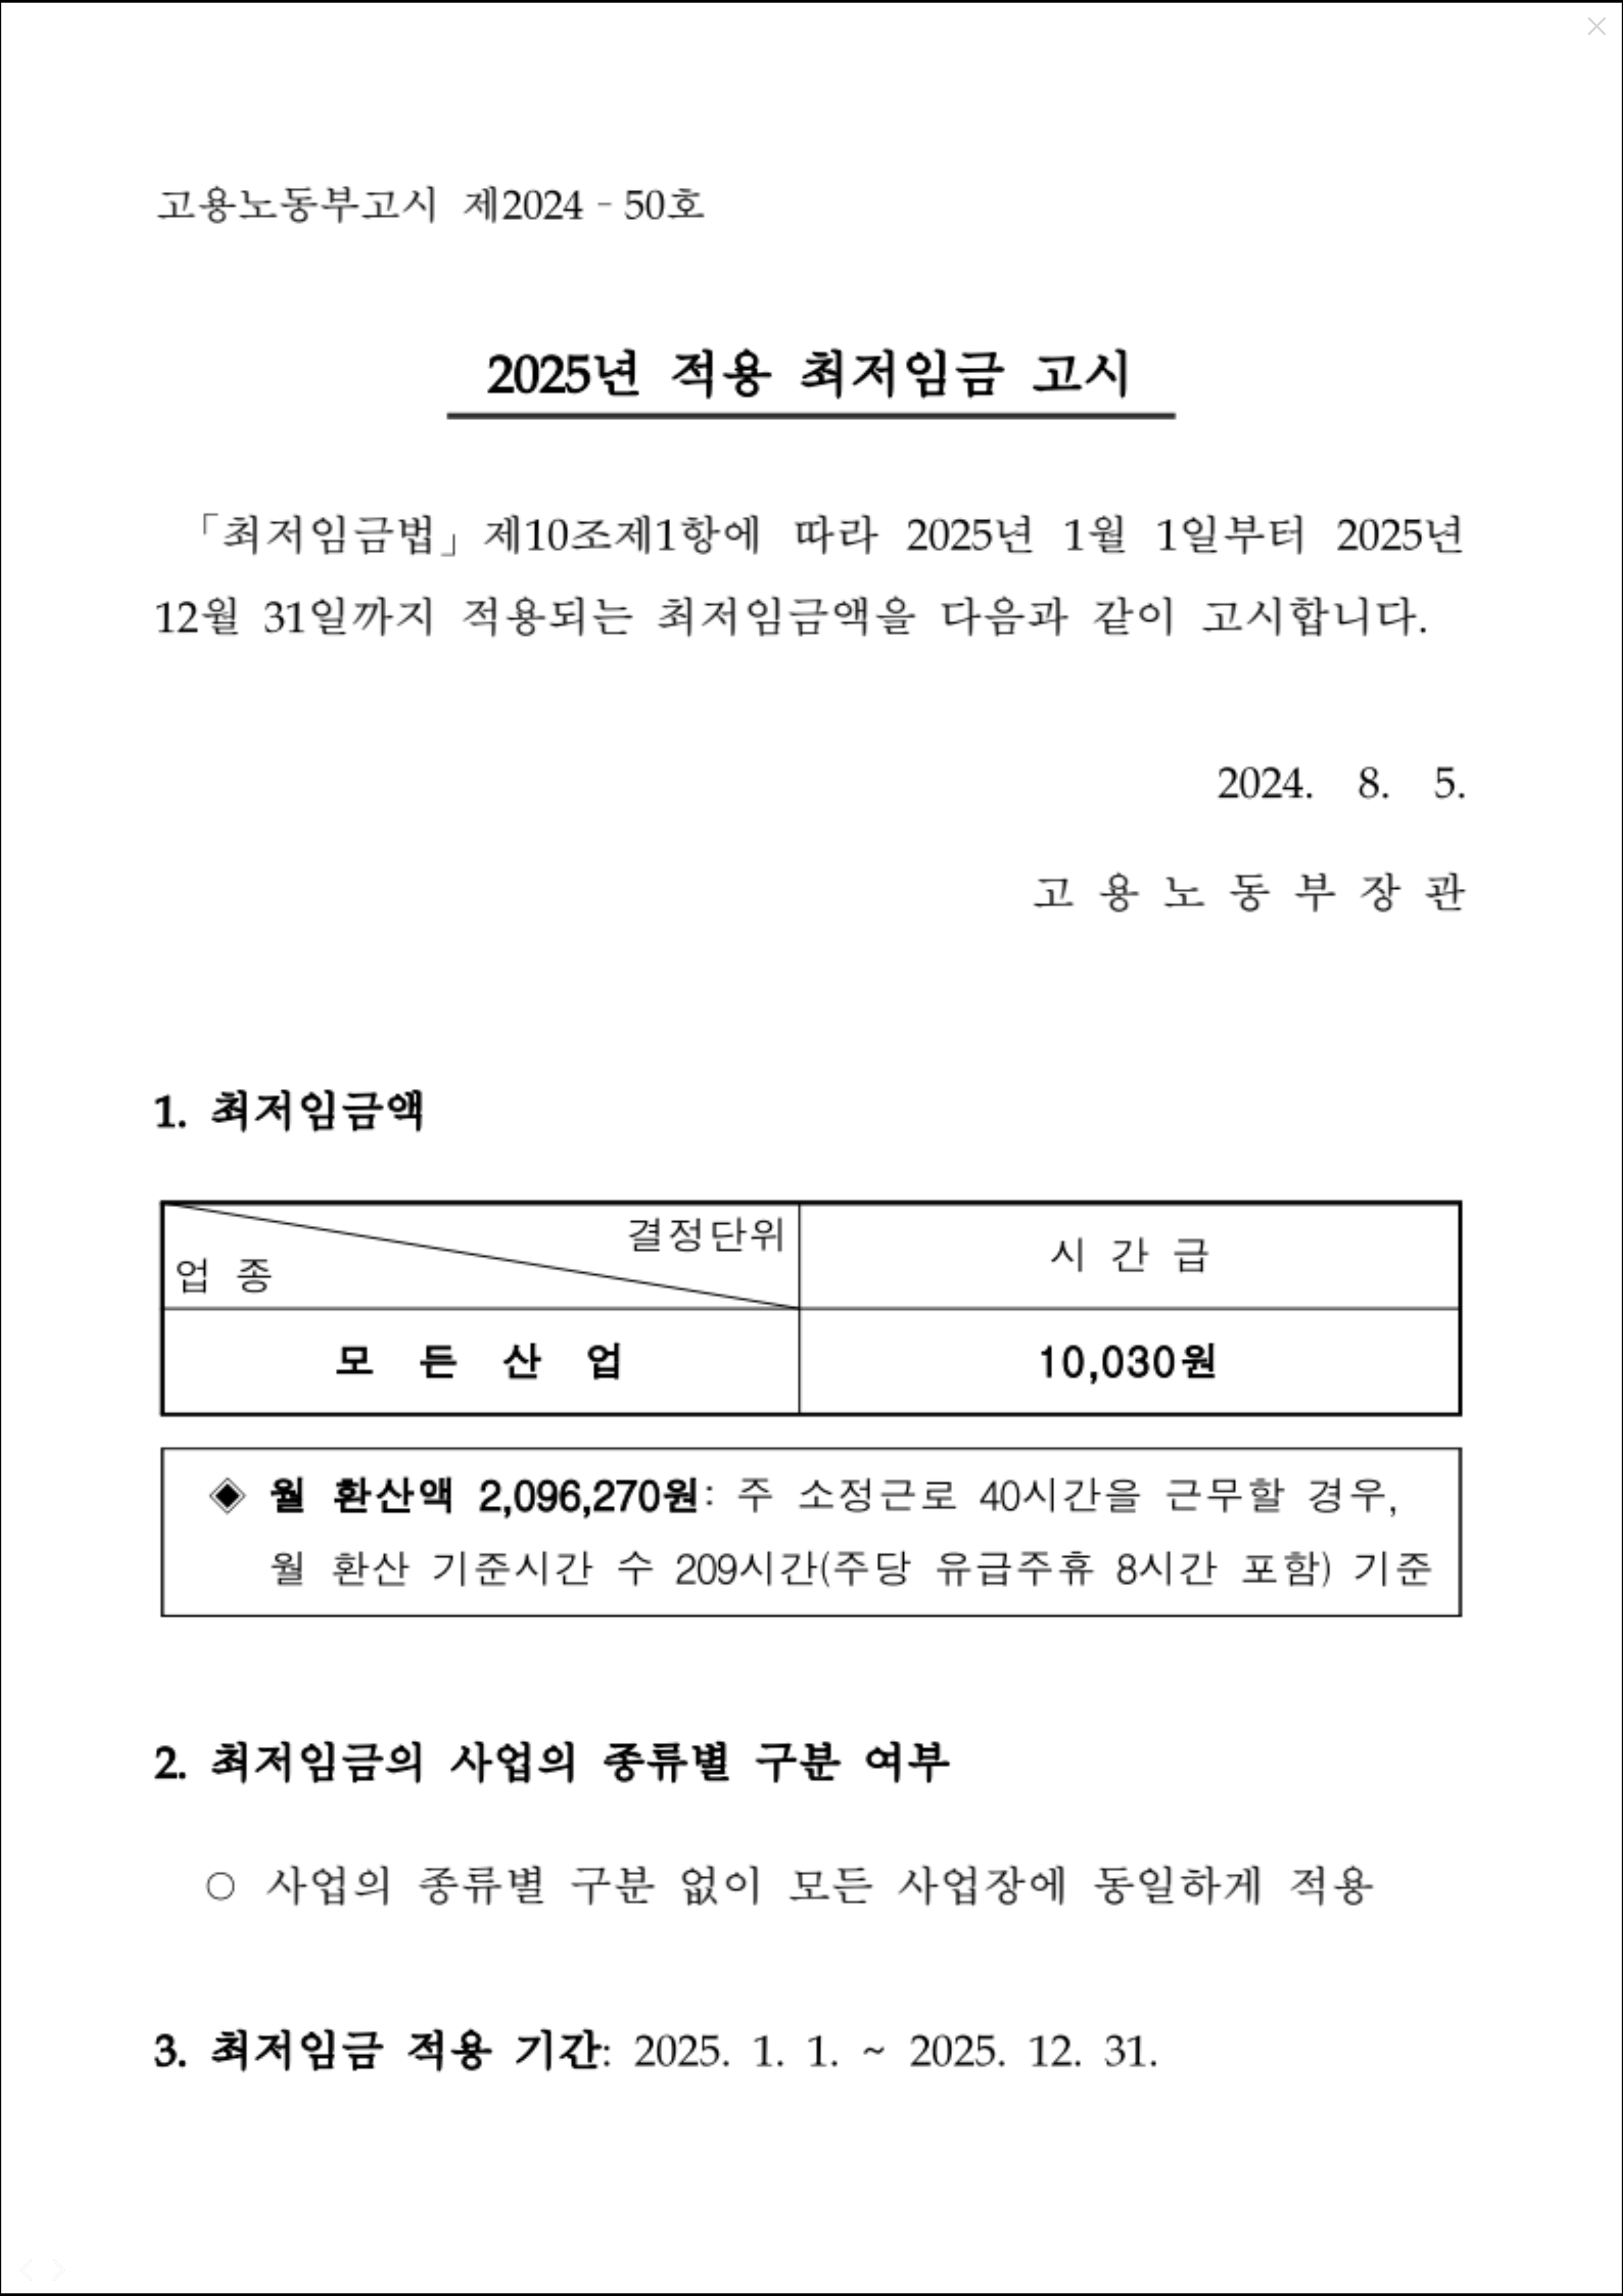 고용노동부고시 제2024 - 50호
2025년 적용 최저임금 고시
「최저임금법」제10조제1항에 따라 2025년 1월 1일부터 2025년
12월 31일까지 적용되는 최저임금액을 다음과 같이 고시합니다.
2024. 8. 5.
고 용 노 동 부 장 관
1. 최저임금액
결정단위
업 종
시 간 급
모 든 산 업
10,030원
◈ 월 환산액 2,096,270원: 주 소정근로 40시간을 근무할 경우,
월 환산 기준시간 수 209시간(주당 유급주휴 8시간 포함) 기준
2. 최저임금의 사업의 종류별 구분 여부
○ 사업의 종류별 구분 없이 모든 사업장에 동일하게 적용
3. 최저임금 적용 기간: 2025. 1. 1. ~ 2025. 12. 31.